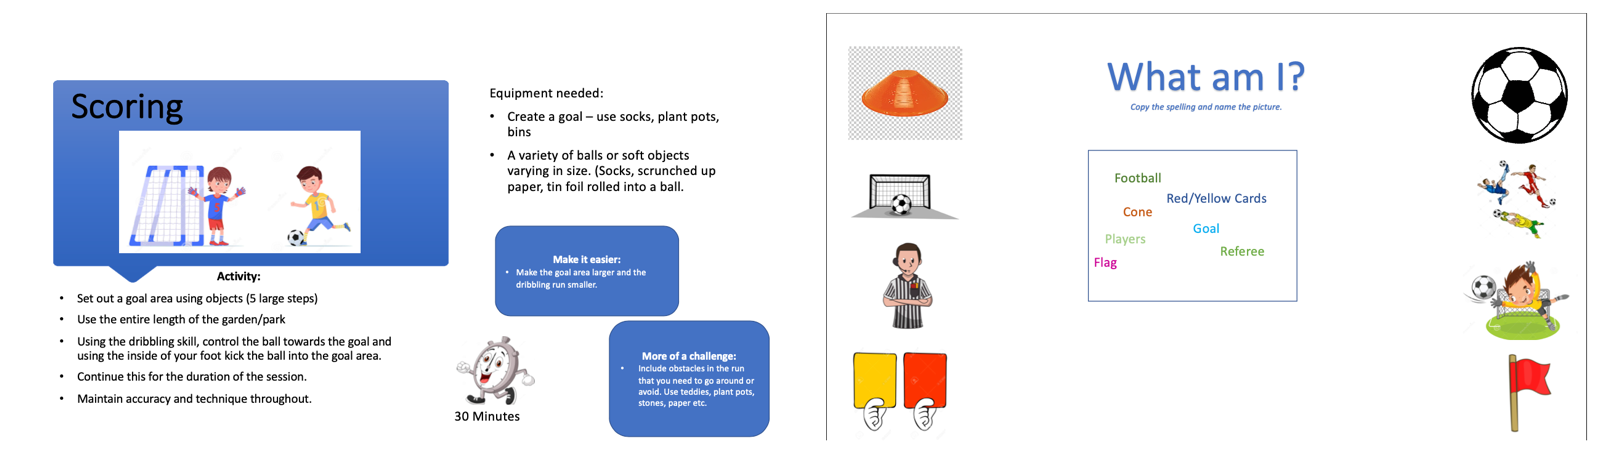 Scoring
Activity:
• Set out a goal area using objects (5 large steps)
• Use the entire length of the garden/park
• Using the dribbling skill, control the ball towards the goal and
using the inside of your foot kick the ball into the goal area.
• Continue this for the duration of the session.
• Maintain accuracy and technique throughout.
Equipment needed:
• Create a goal – use socks, plant pots,
bins
• A variety of balls or soft objects
varying in size. (Socks, scrunched up
paper, tin foil rolled into a ball.
Make it easier:
• Make the goal area larger and the
dribbling run smaller.
More of a challenge:
• Include obstacles in the run
that you need to go around or
avoid. Use teddies, plant pots,
stones, paper etc.
30 Minutes
What am I?
Copy the spelling and name the picture.
Football
Red/Yellow Cards
Cone
Goal
Players
Referee
Flag